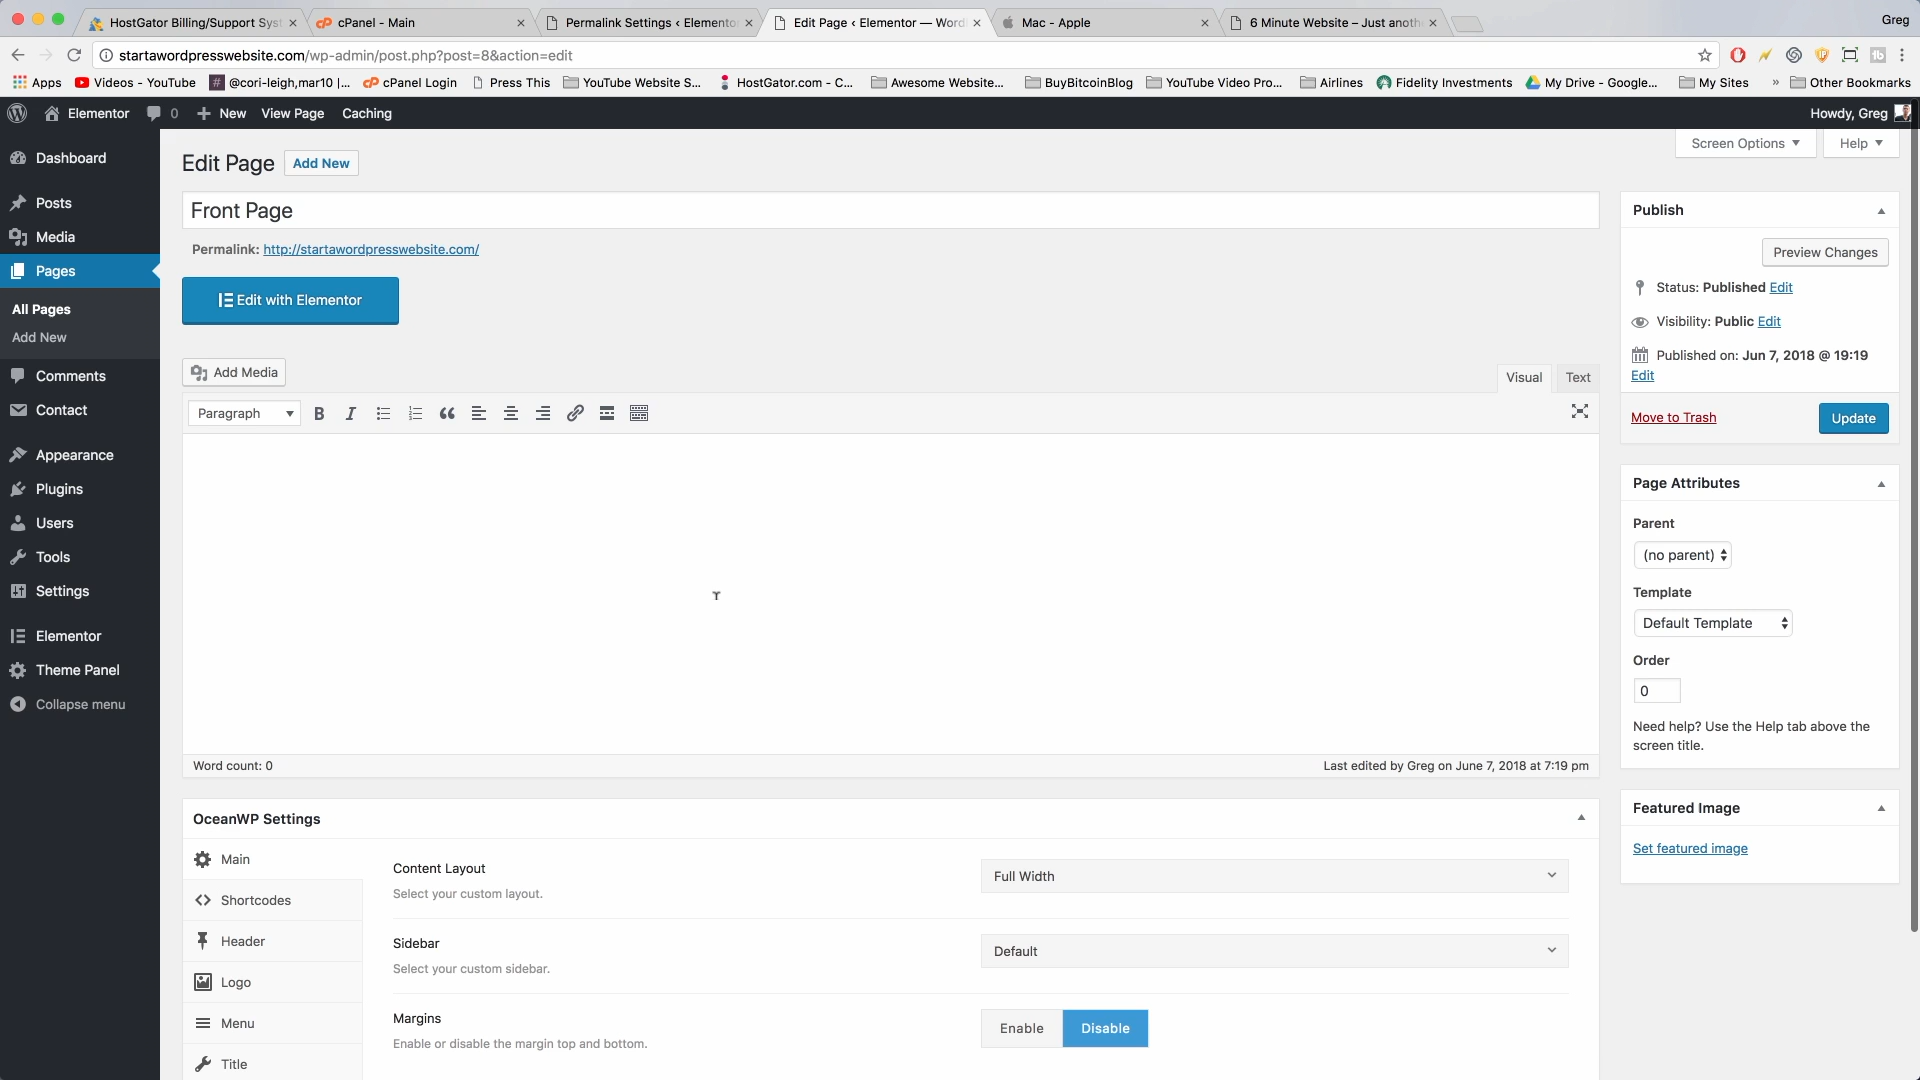 HostGator Billing/Support Syst
cPanel - Main
Permalink Settings ‹ Elementor
Edit Page ‹ Elementor — Word
Mac - Apple
6 Minute Website – Just anoth
Greg
startawordpresswebsite.com/wp-admin/post.php?post=8&action=edit
Apps
Videos - YouTube
@cori-leigh,mar10 |...
cPanel Login
Press This
YouTube Website S...
HostGator.com - C...
Awesome Website...
BuyBitcoinBlog
YouTube Video Pro...
Airlines
Fidelity Investments
My Drive - Google...
My Sites
»
Other Bookmarks
Elementor
0
New
View Page
Caching
Howdy, Greg
Dashboard
Posts
Media
Pages
All Pages
Add New
Comments
Contact
Appearance
Plugins
Users
Tools
Settings
Elementor
Theme Panel
Collapse menu
Screen Options
Help
Edit Page
Add New
Front Page
Permalink: http://startawordpresswebsite.com/
Edit with Elementor
Add Media
Visual
Text
Paragraph
B
I
Word count: 0
Last edited by Greg on June 7, 2018 at 7:19 pm
OceanWP Settings
Main
Shortcodes
Header
Logo
Menu
Title
Content Layout
Select your custom layout.
Full Width
Sidebar
Select your custom sidebar.
Default
Margins
Enable or disable the margin top and bottom.
Enable
Disable
Publish
Preview Changes
Status: Published Edit
Visibility: Public Edit
Published on: Jun 7, 2018 @ 19:19
Edit
Move to Trash
Update
Page Attributes
Parent
(no parent)
Template
Default Template
Order
0
Need help? Use the Help tab above the
screen title.
Featured Image
Set featured image